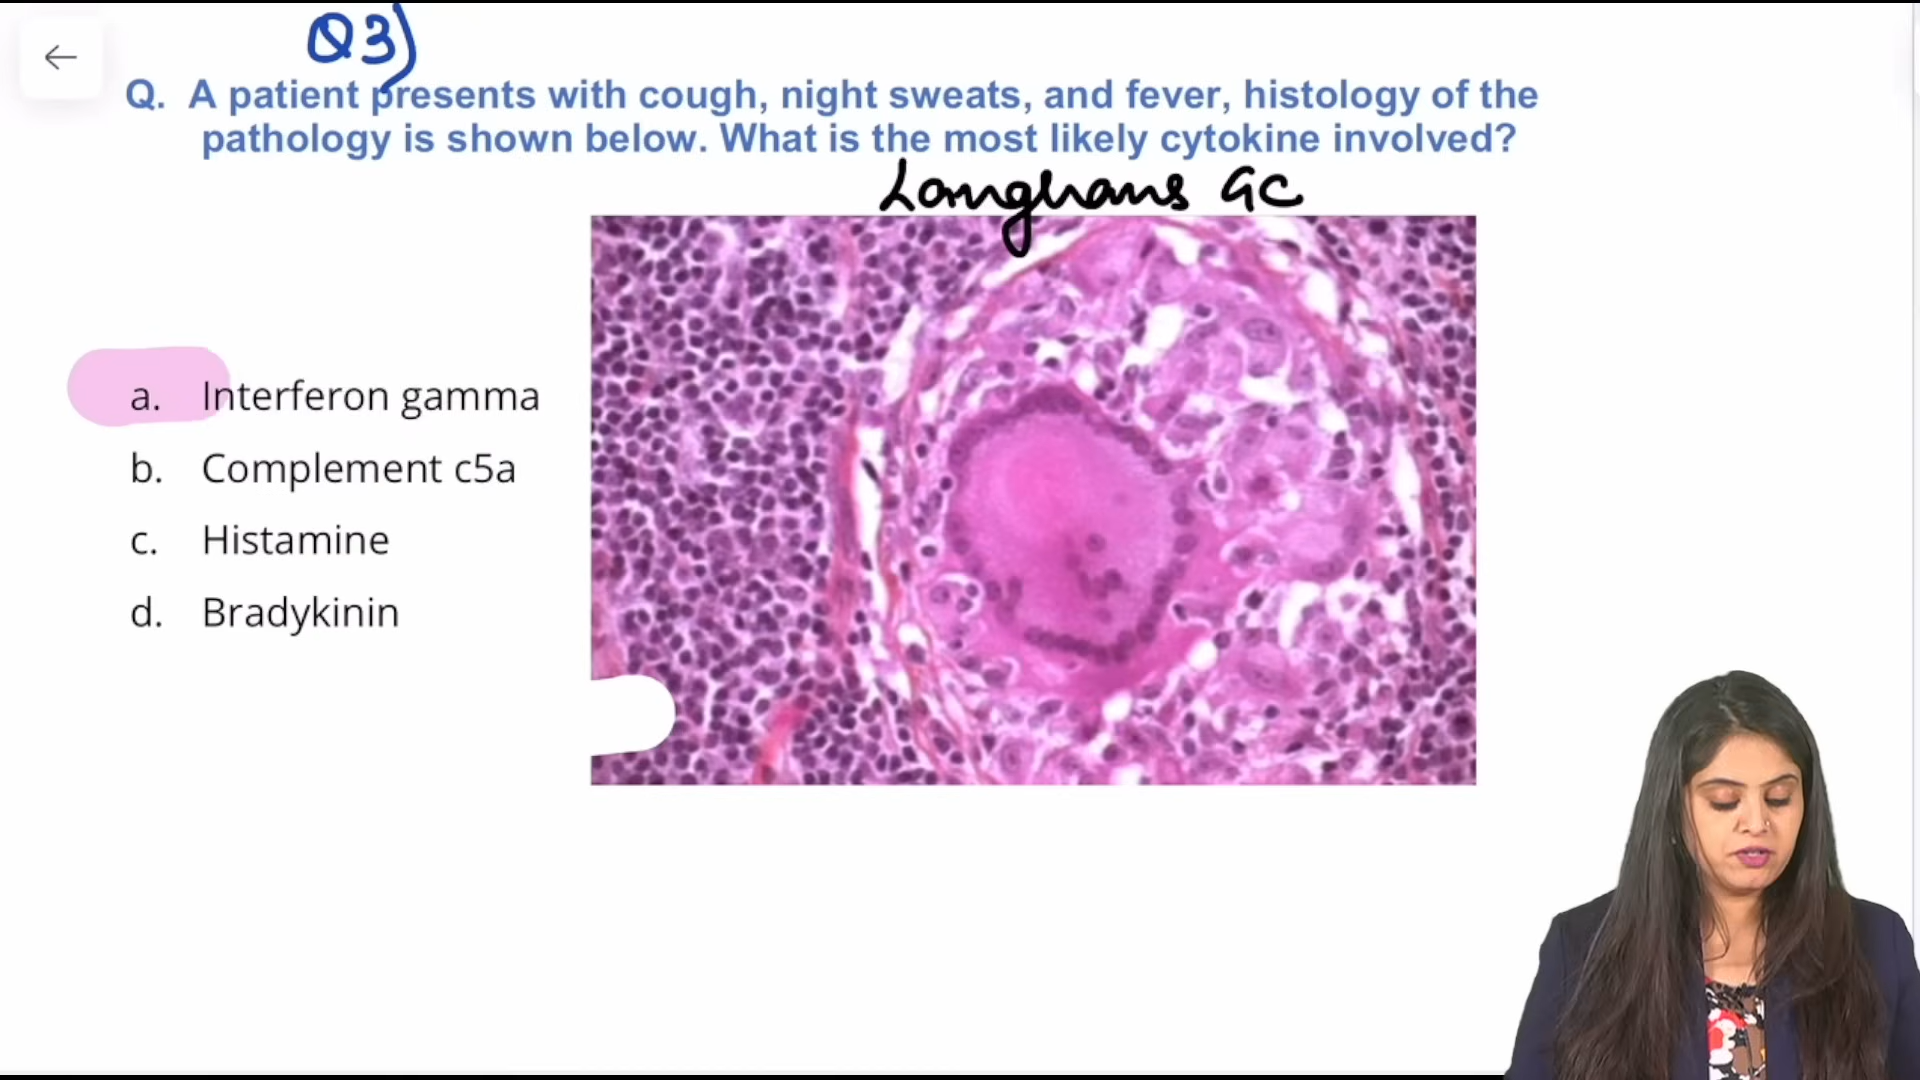 Q3)
Q. A patient presents with cough, night sweats, and fever, histology of the
pathology is shown below. What is the most likely cytokine involved?
Langhans GC
a. Interferon gamma
b. Complement c5a
c. Histamine
d. Bradykinin